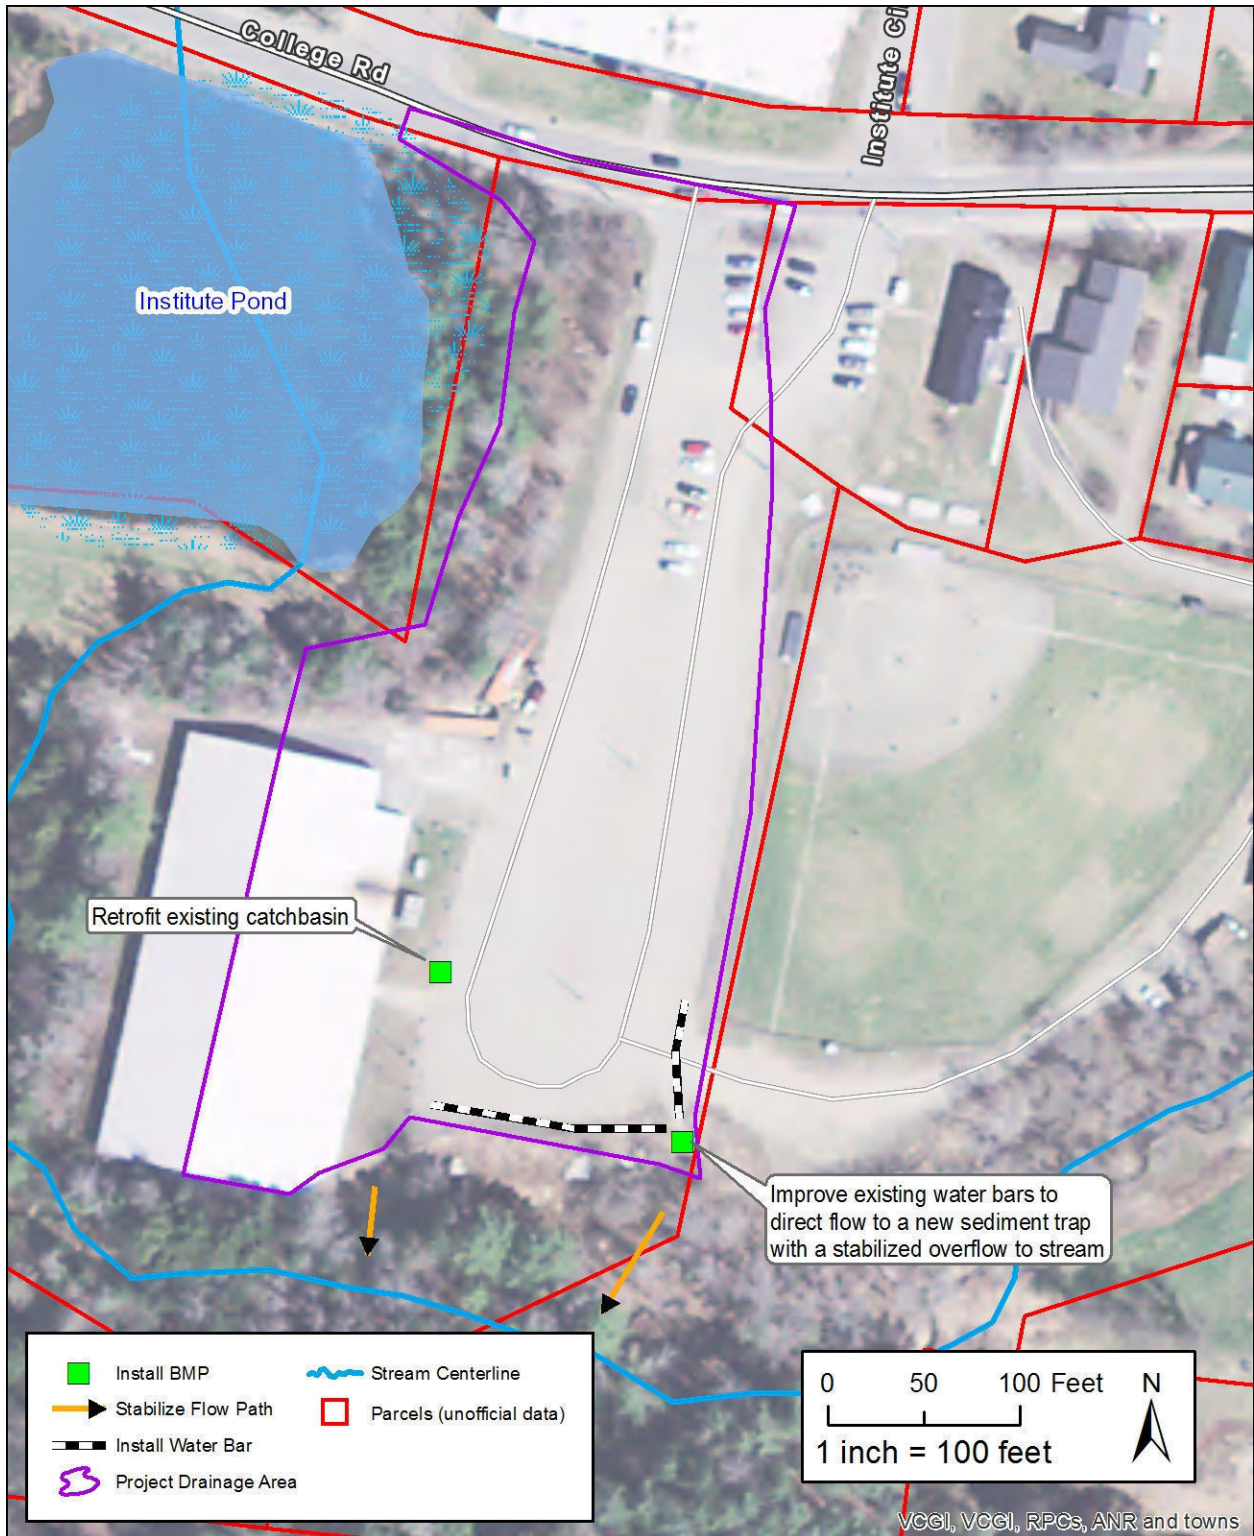 College Rd
Institute Ci
Institute Pond
Retrofit existing catchbasin
Improve existing water bars to
direct flow to a new sediment trap
with a stabilized overflow to stream
Install BMP
Stabilize Flow Path
Install Water Bar
Project Drainage Area
Stream Centerline
Parcels (unofficial data)
0 50 100 Feet N
1 inch = 100 feet
VCGI, VCGI, RPCs, ANR and towns